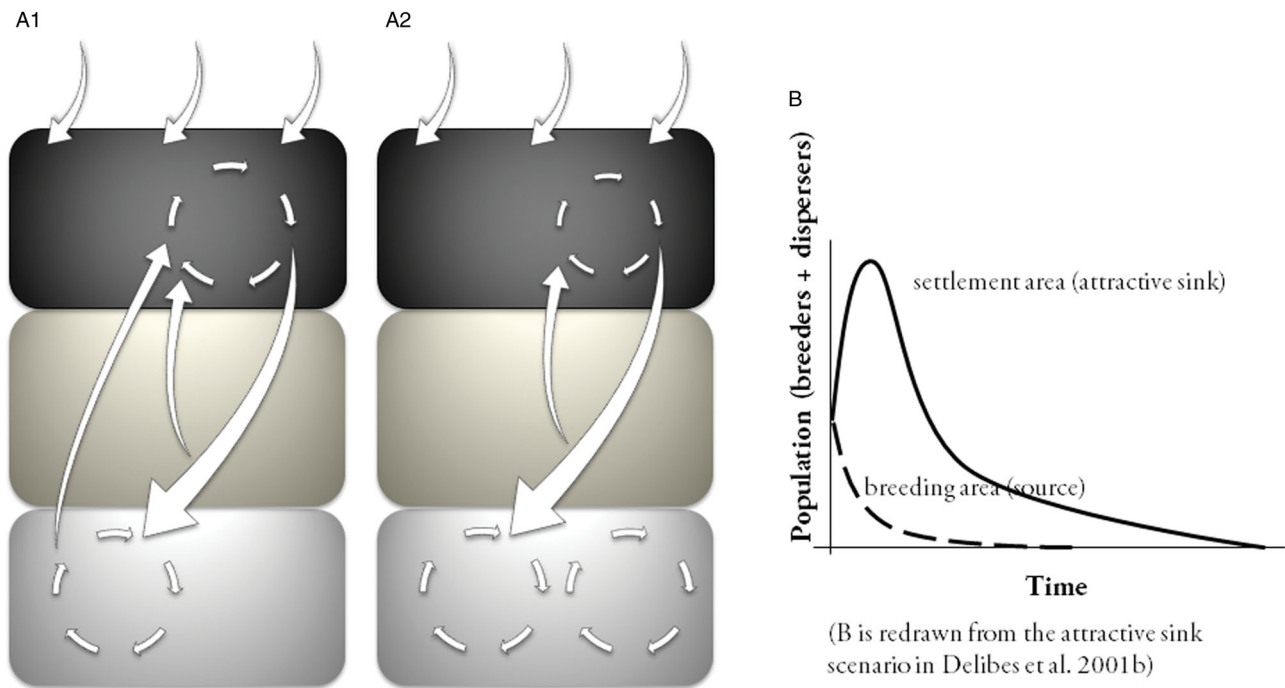 A1
A2
B
Population (breeders + dispersers)
settlement area (attractive sink)
breeding area (source)
Time
(B is redrawn from the attractive sink
scenario in Delibes et al. 2001b)